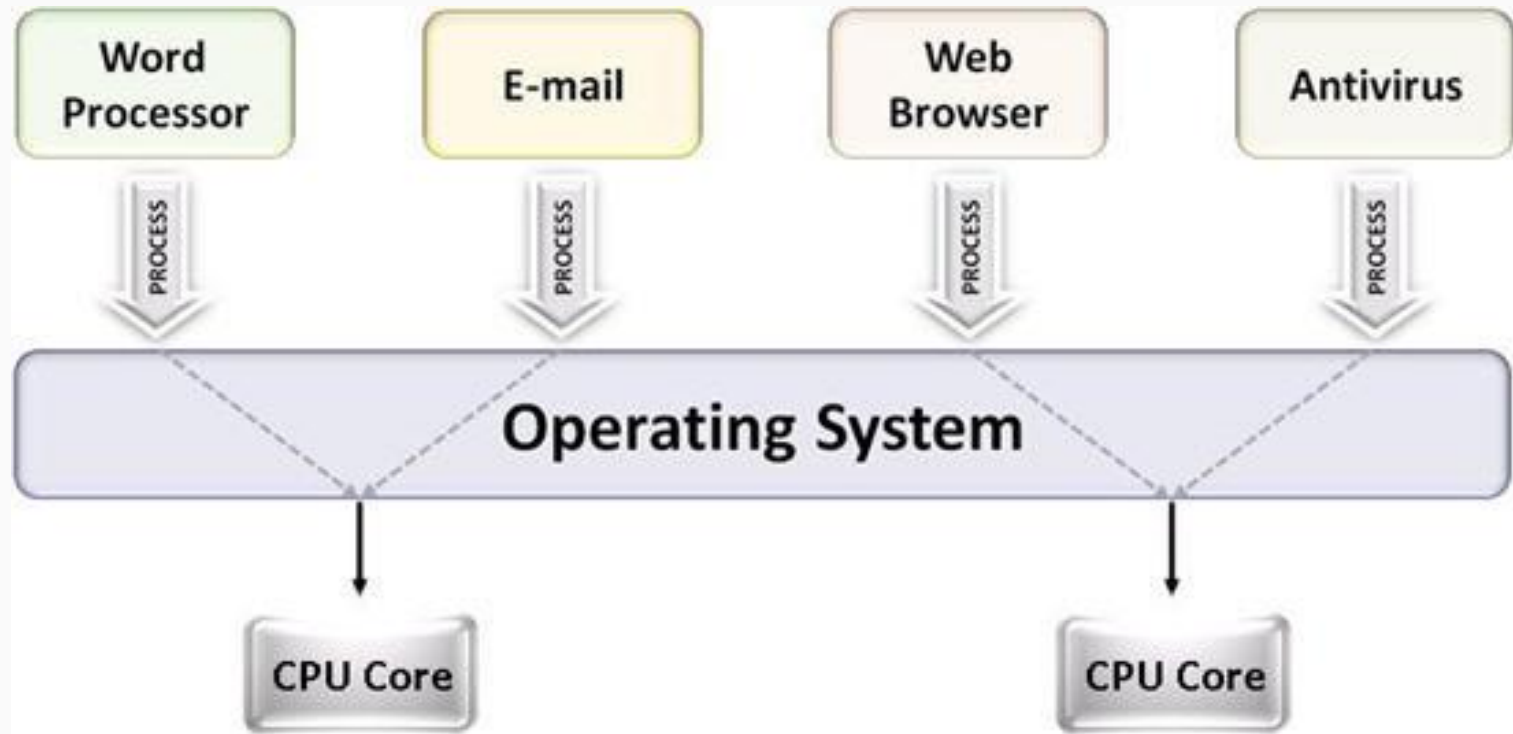 Word
Processor
E-mail
Web
Browser
Antivirus
PROCESS
PROCESS
PROCESS
PROCESS
Operating System
CPU Core
CPU Core